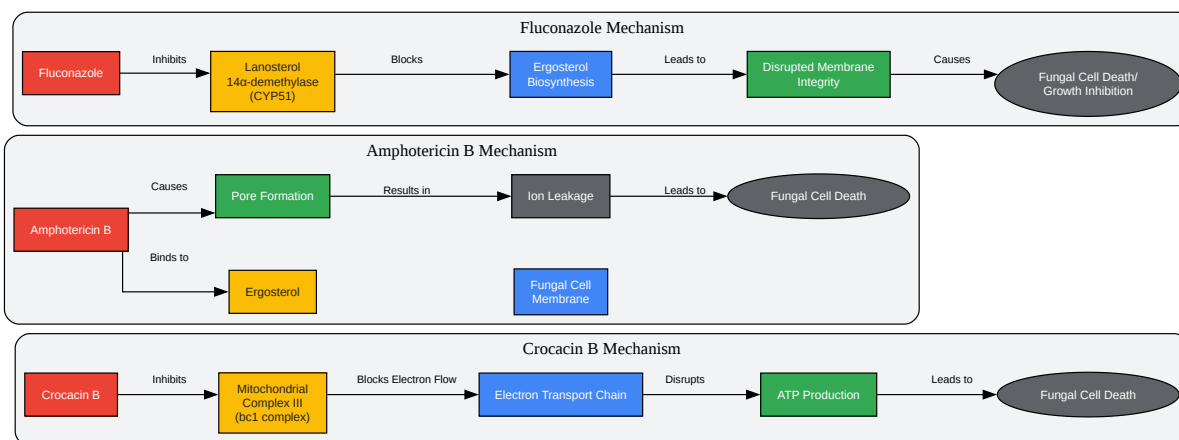 Fluconazole Mechanism
Fluconazole
Inhibits
Lanosterol
14α-demethylase
(CYP51)
Blocks
Ergosterol
Biosynthesis
Leads to
Disrupted Membrane
Integrity
Causes
Fungal Cell Death/
Growth Inhibition
Amphotericin B Mechanism
Amphotericin B
Causes
Pore Formation
Results in
Ion Leakage
Leads to
Fungal Cell Death
Binds to
Ergosterol
Fungal Cell
Membrane
Crocacin B Mechanism
Crocacin B
Inhibits
Mitochondrial
Complex III
(bc1 complex)
Blocks Electron Flow
Electron Transport Chain
Disrupts
ATP Production
Leads to
Fungal Cell Death